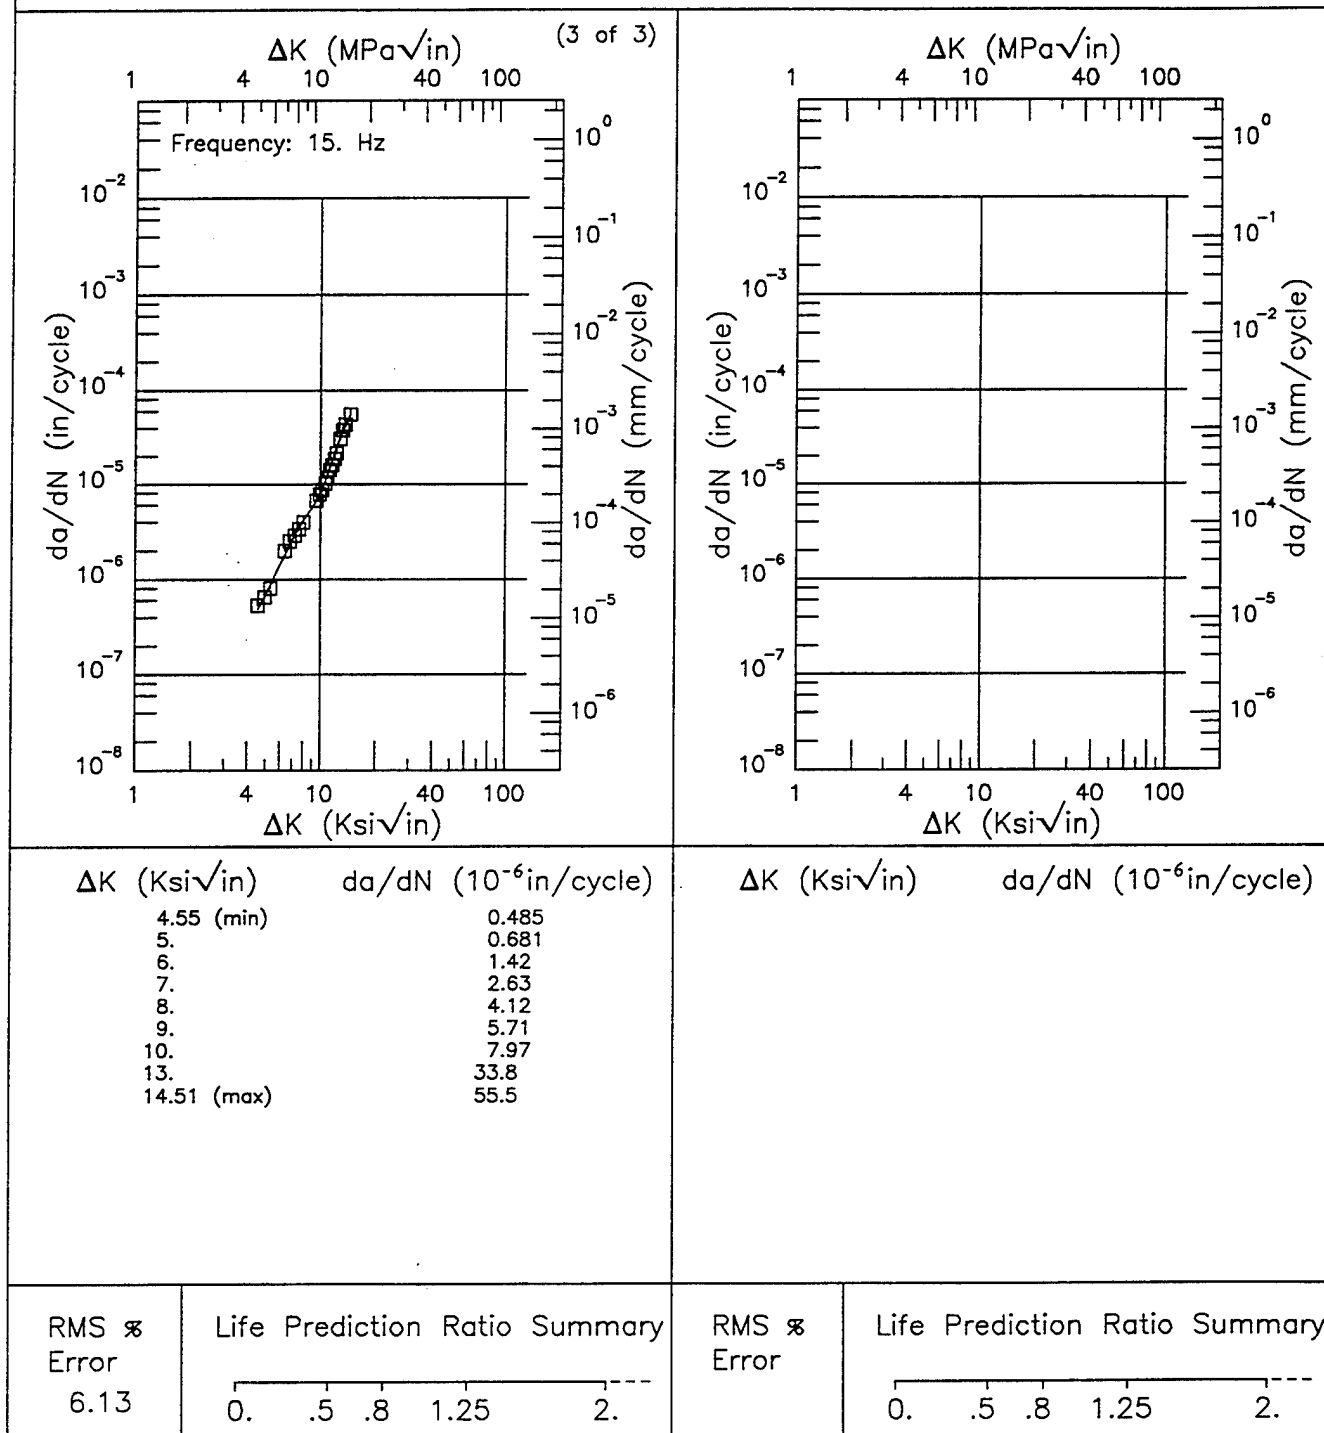 (3 of 3)
ΔK (MPa√in)
1 4 10 40 100
Frequency: 15. Hz
da/dN (in/cycle)
10⁻²
10⁻³
10⁻⁴
10⁻⁵
10⁻⁶
10⁻⁷
10⁻⁸
10⁰
10⁻¹
10⁻²
10⁻³
10⁻⁴
10⁻⁵
10⁻⁶
da/dN (mm/cycle)
1 4 10 40 100
ΔK (Ksi√in)
ΔK (MPa√in)
1 4 10 40 100
da/dN (in/cycle)
10⁻²
10⁻³
10⁻⁴
10⁻⁵
10⁻⁶
10⁻⁷
10⁻⁸
10⁰
10⁻¹
10⁻²
10⁻³
10⁻⁴
10⁻⁵
10⁻⁶
da/dN (mm/cycle)
1 4 10 40 100
ΔK (Ksi√in)
ΔK (Ksi√in) da/dN (10⁻⁶in/cycle)
4.55 (min) 0.485
5. 0.681
6. 1.42
7. 2.63
8. 4.12
9. 5.71
10. 7.97
13. 33.8
14.51 (max) 55.5
ΔK (Ksi√in) da/dN (10⁻⁶in/cycle)
RMS %
Error
6.13
Life Prediction Ratio Summary
0. .5 .8 1.25 2.
RMS %
Error
Life Prediction Ratio Summary
0. .5 .8 1.25 2.